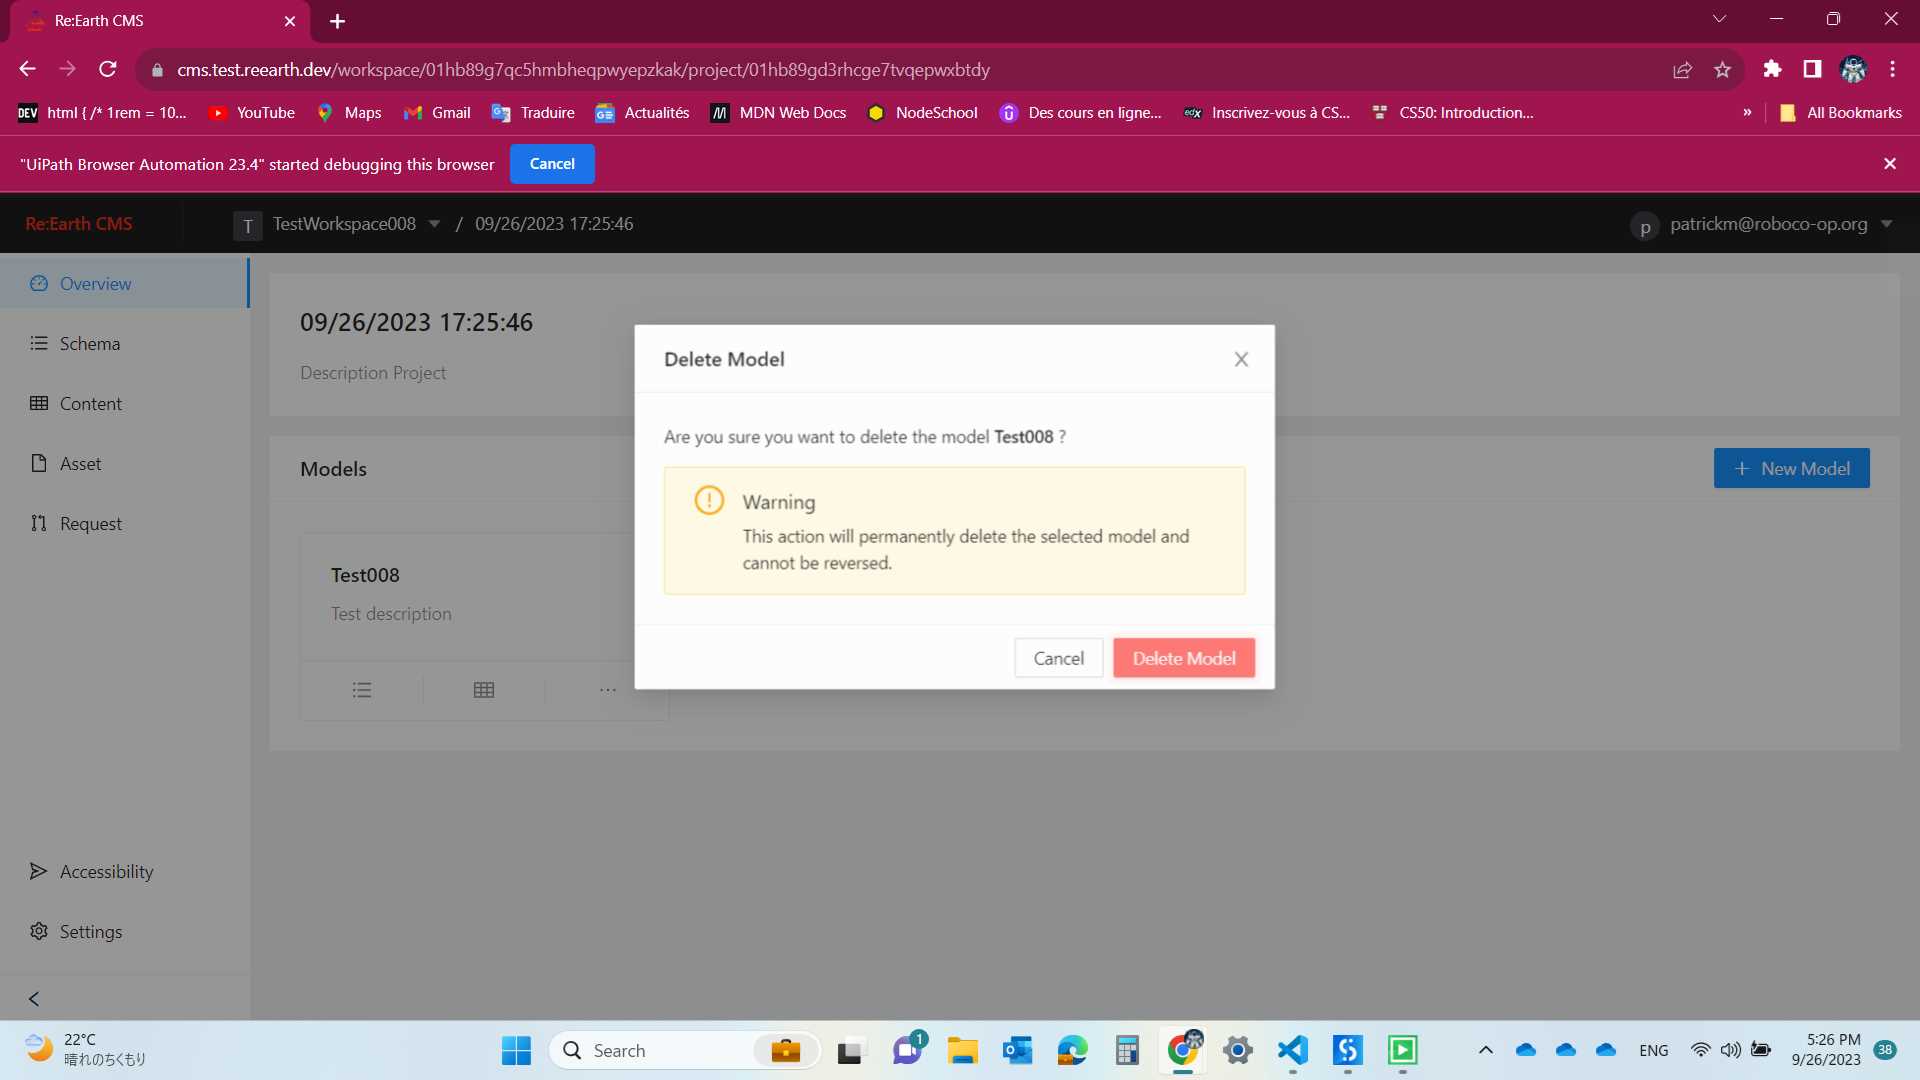 Re:Earth CMS
cms.test.reearth.dev/workspace/01hb89g7qc5hmbheqpwyepzkak/project/01hb89gd3rhcge7tvqepwxbtdy
DEV html { /* 1rem = 10... YouTube Maps Gmail Traduire Actualités MDN Web Docs NodeSchool Des cours en ligne... edX Inscrivez-vous à CS... CS50: Introduction... » All Bookmarks
"UiPath Browser Automation 23.4" started debugging this browser Cancel
Re:Earth CMS T TestWorkspace008 / 09/26/2023 17:25:46 p patrickm@roboco-op.org
Overview
Schema
Content
Asset
Request
Accessibility
Settings
09/26/2023 17:25:46
Description Project
Models
+ New Model
Test008
Test description
Delete Model
Are you sure you want to delete the model Test008 ?
Warning
This action will permanently delete the selected model and
cannot be reversed.
Cancel Delete Model
22°C
晴れのちくもり
Search
1
ENG
5:26 PM
9/26/2023
38